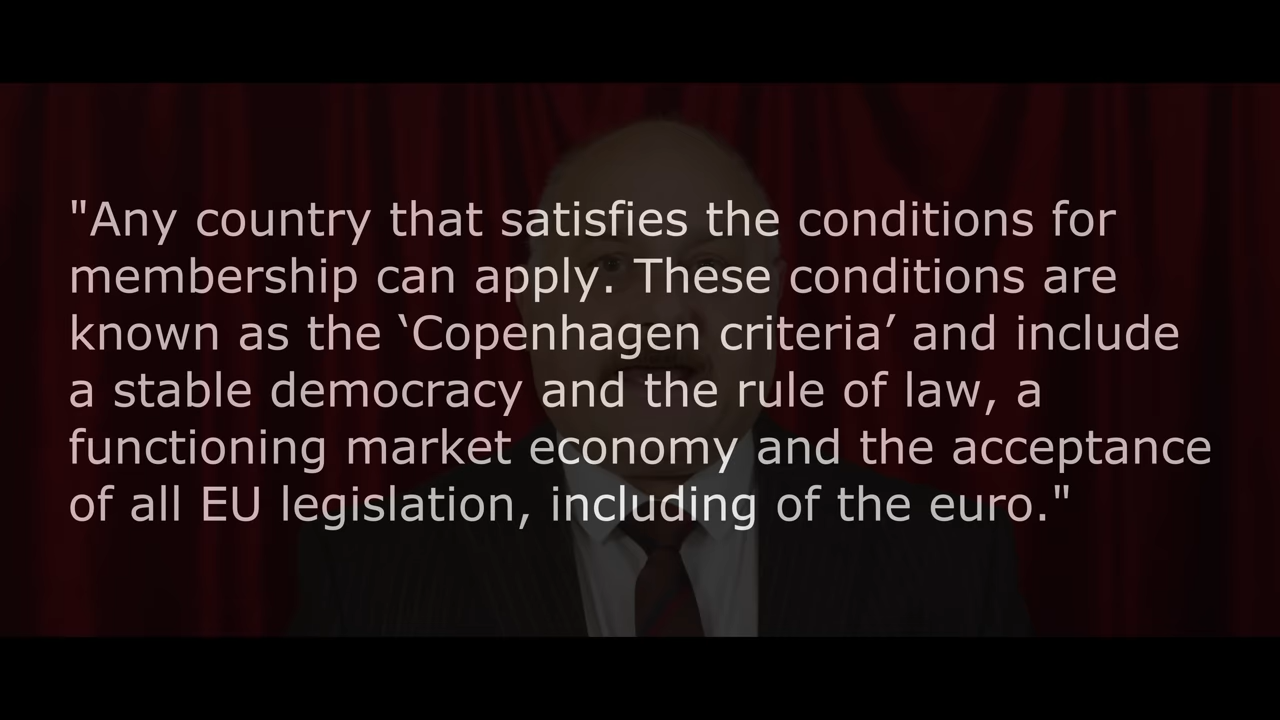 "Any country that satisfies the conditions for
membership can apply. These conditions are
known as the ‘Copenhagen criteria’ and include
a stable democracy and the rule of law, a
functioning market economy and the acceptance
of all EU legislation, including of the euro."